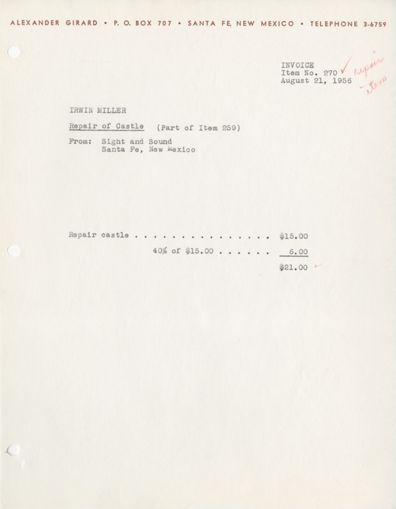 ALEXANDER GIRARD • P. O. BOX 707 • SANTA FE, NEW MEXICO • TELEPHONE 3-6759
INVOICE
Item No. 270 ✓ repair
August 21, 1956 item
IRWIN MILLER
Repair of Castle (Part of Item 259)
From: Sight and Sound
Santa Fe, New Mexico
Repair castle . . . . . . . . . . . . . . . $15.00
40% of $15.00 . . . . . . 6.00
$21.00